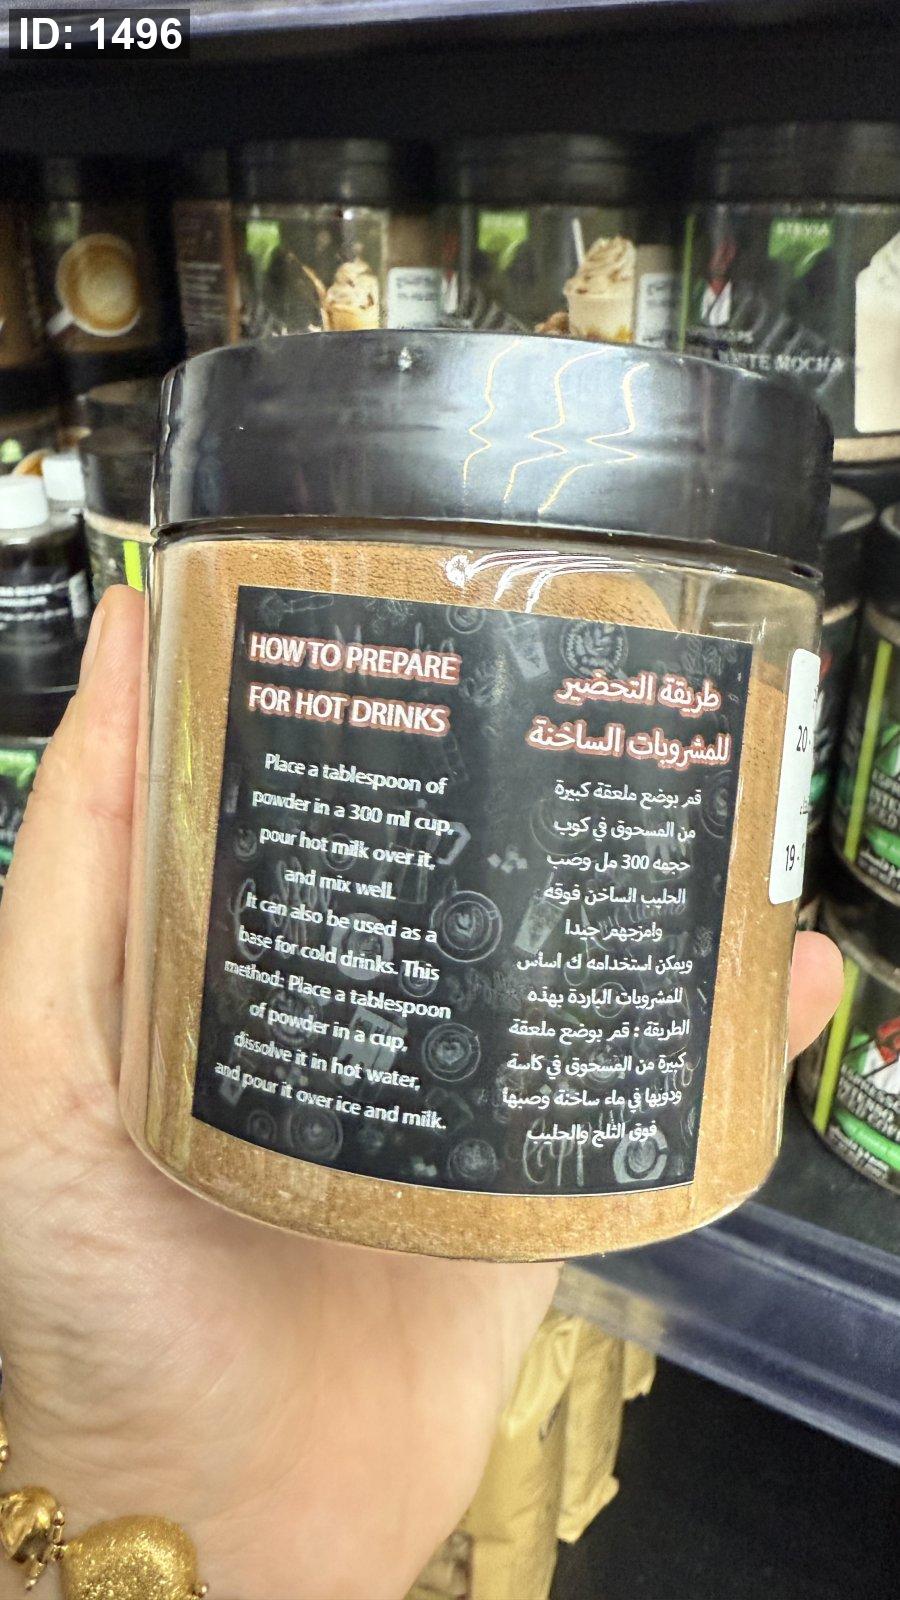 ID: 1496
STEVIA
WHITE MOCHA
HOW TO PREPARE
FOR HOT DRINKS
Place a tablespoon of
powder in a 300 ml cup,
pour hot milk over it,
and mix well.
It can also be used as a
base for cold drinks. This
method: Place a tablespoon
of powder in a cup,
dissolve it in hot water,
and pour it over ice and milk.
طريقة التحضير
للمشروبات الساخنة
قم بوضع ملعقة كبيرة
من المسحوق في كوب
حجمه 300 مل وصب
الحليب الساخن فوقه
وامزجهم جيدا
ويمكن استخدامه ك اساس
للمشروبات الباردة بهذه
الطريقة : قم بوضع ملعقة
كبيرة من المسحوق في كاسة
وذوبها في ماء ساخنة وصبها
فوق الثلج والحليب
20-
19-